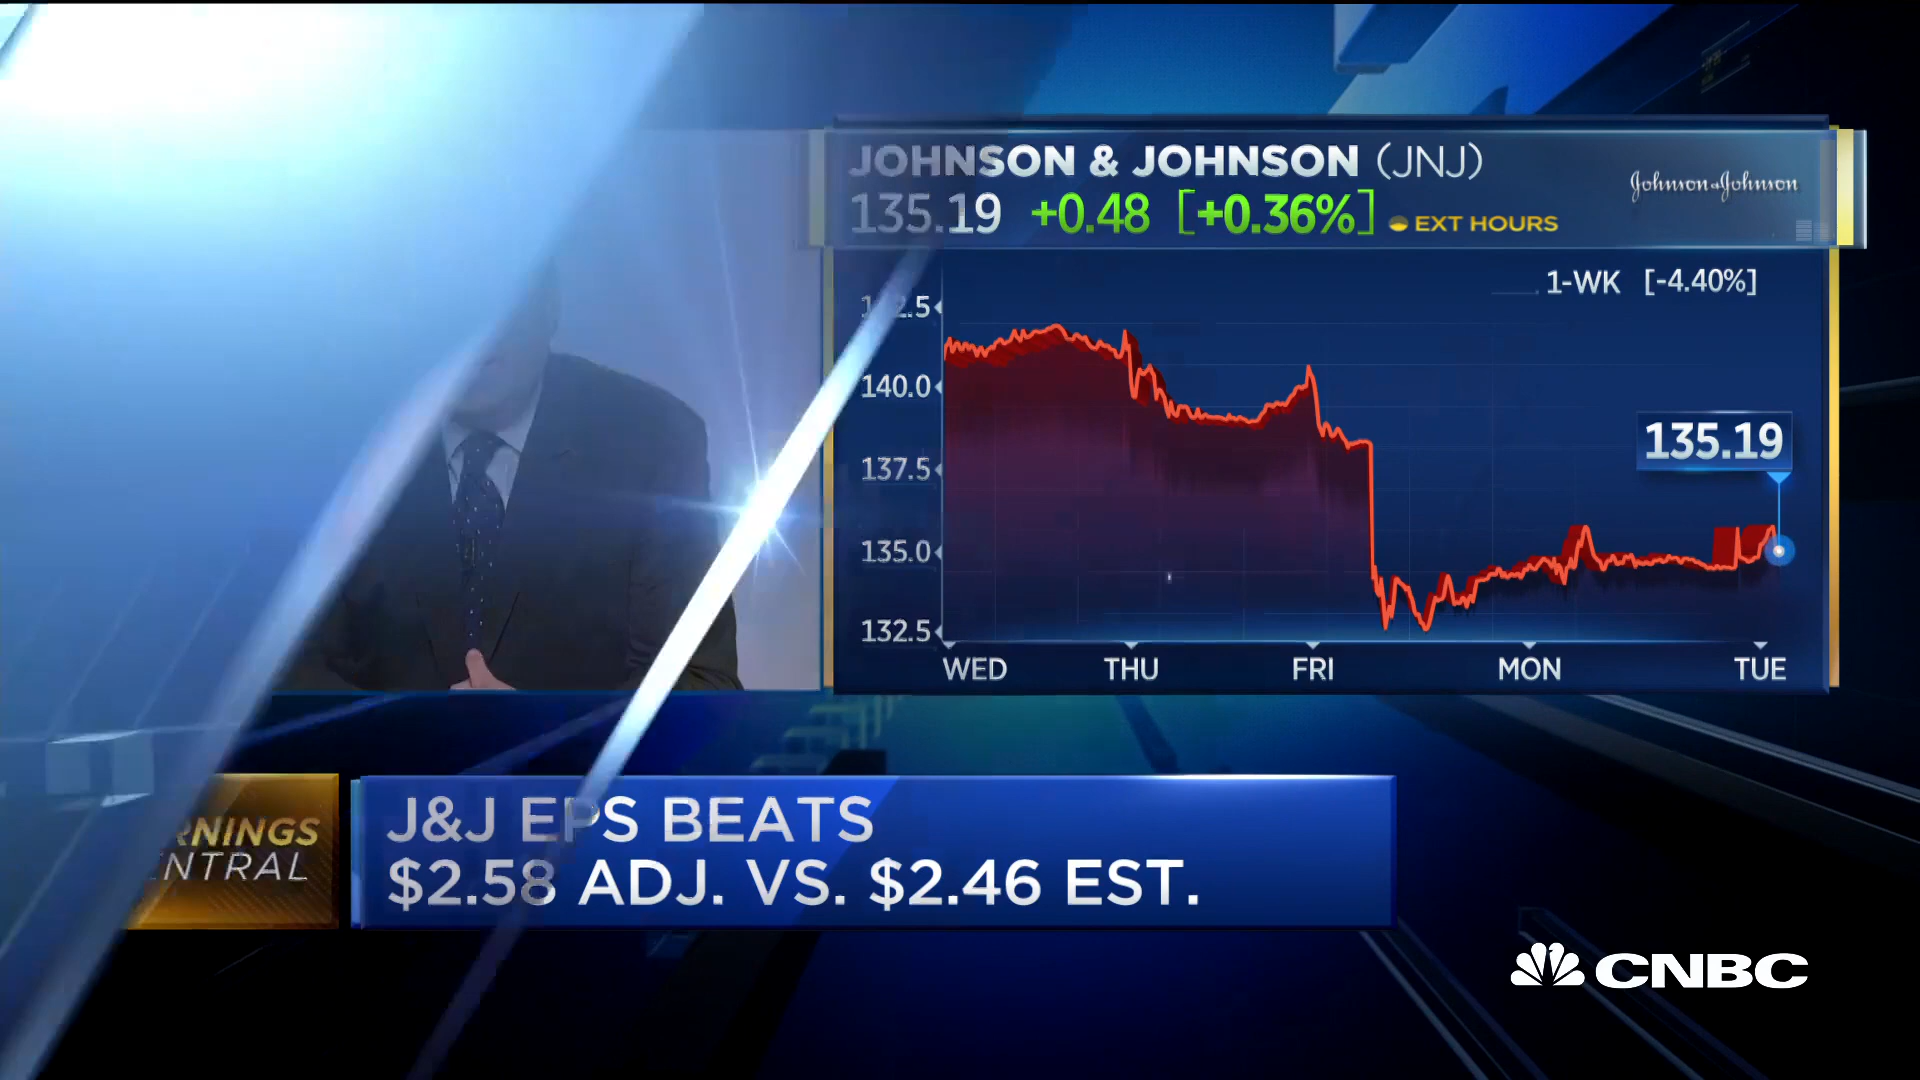 JOHNSON & JOHNSON (JNJ)
135.19 +0.48 [+0.36%] EXT HOURS
Johnson & Johnson
1-WK [-4.40%]
140.0
137.5
135.0
132.5
135.19
WED THU FRI MON TUE
J&J EPS BEATS
$2.58 ADJ. VS. $2.46 EST.
CNBC